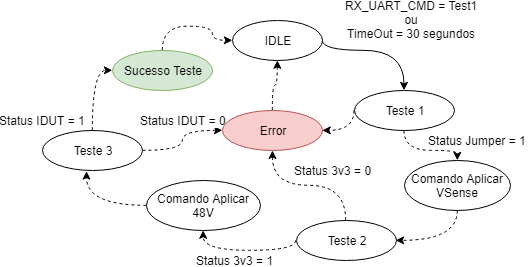 RX_UART_CMD = Test1
ou
TimeOut = 30 segundos
IDLE
Sucesso Teste
Teste 1
Status IDUT = 1
Status IDUT = 0
Error
Status Jumper = 1
Teste 3
Status 3v3 = 0
Comando Aplicar
VSense
Comando Aplicar
48V
Teste 2
Status 3v3 = 1